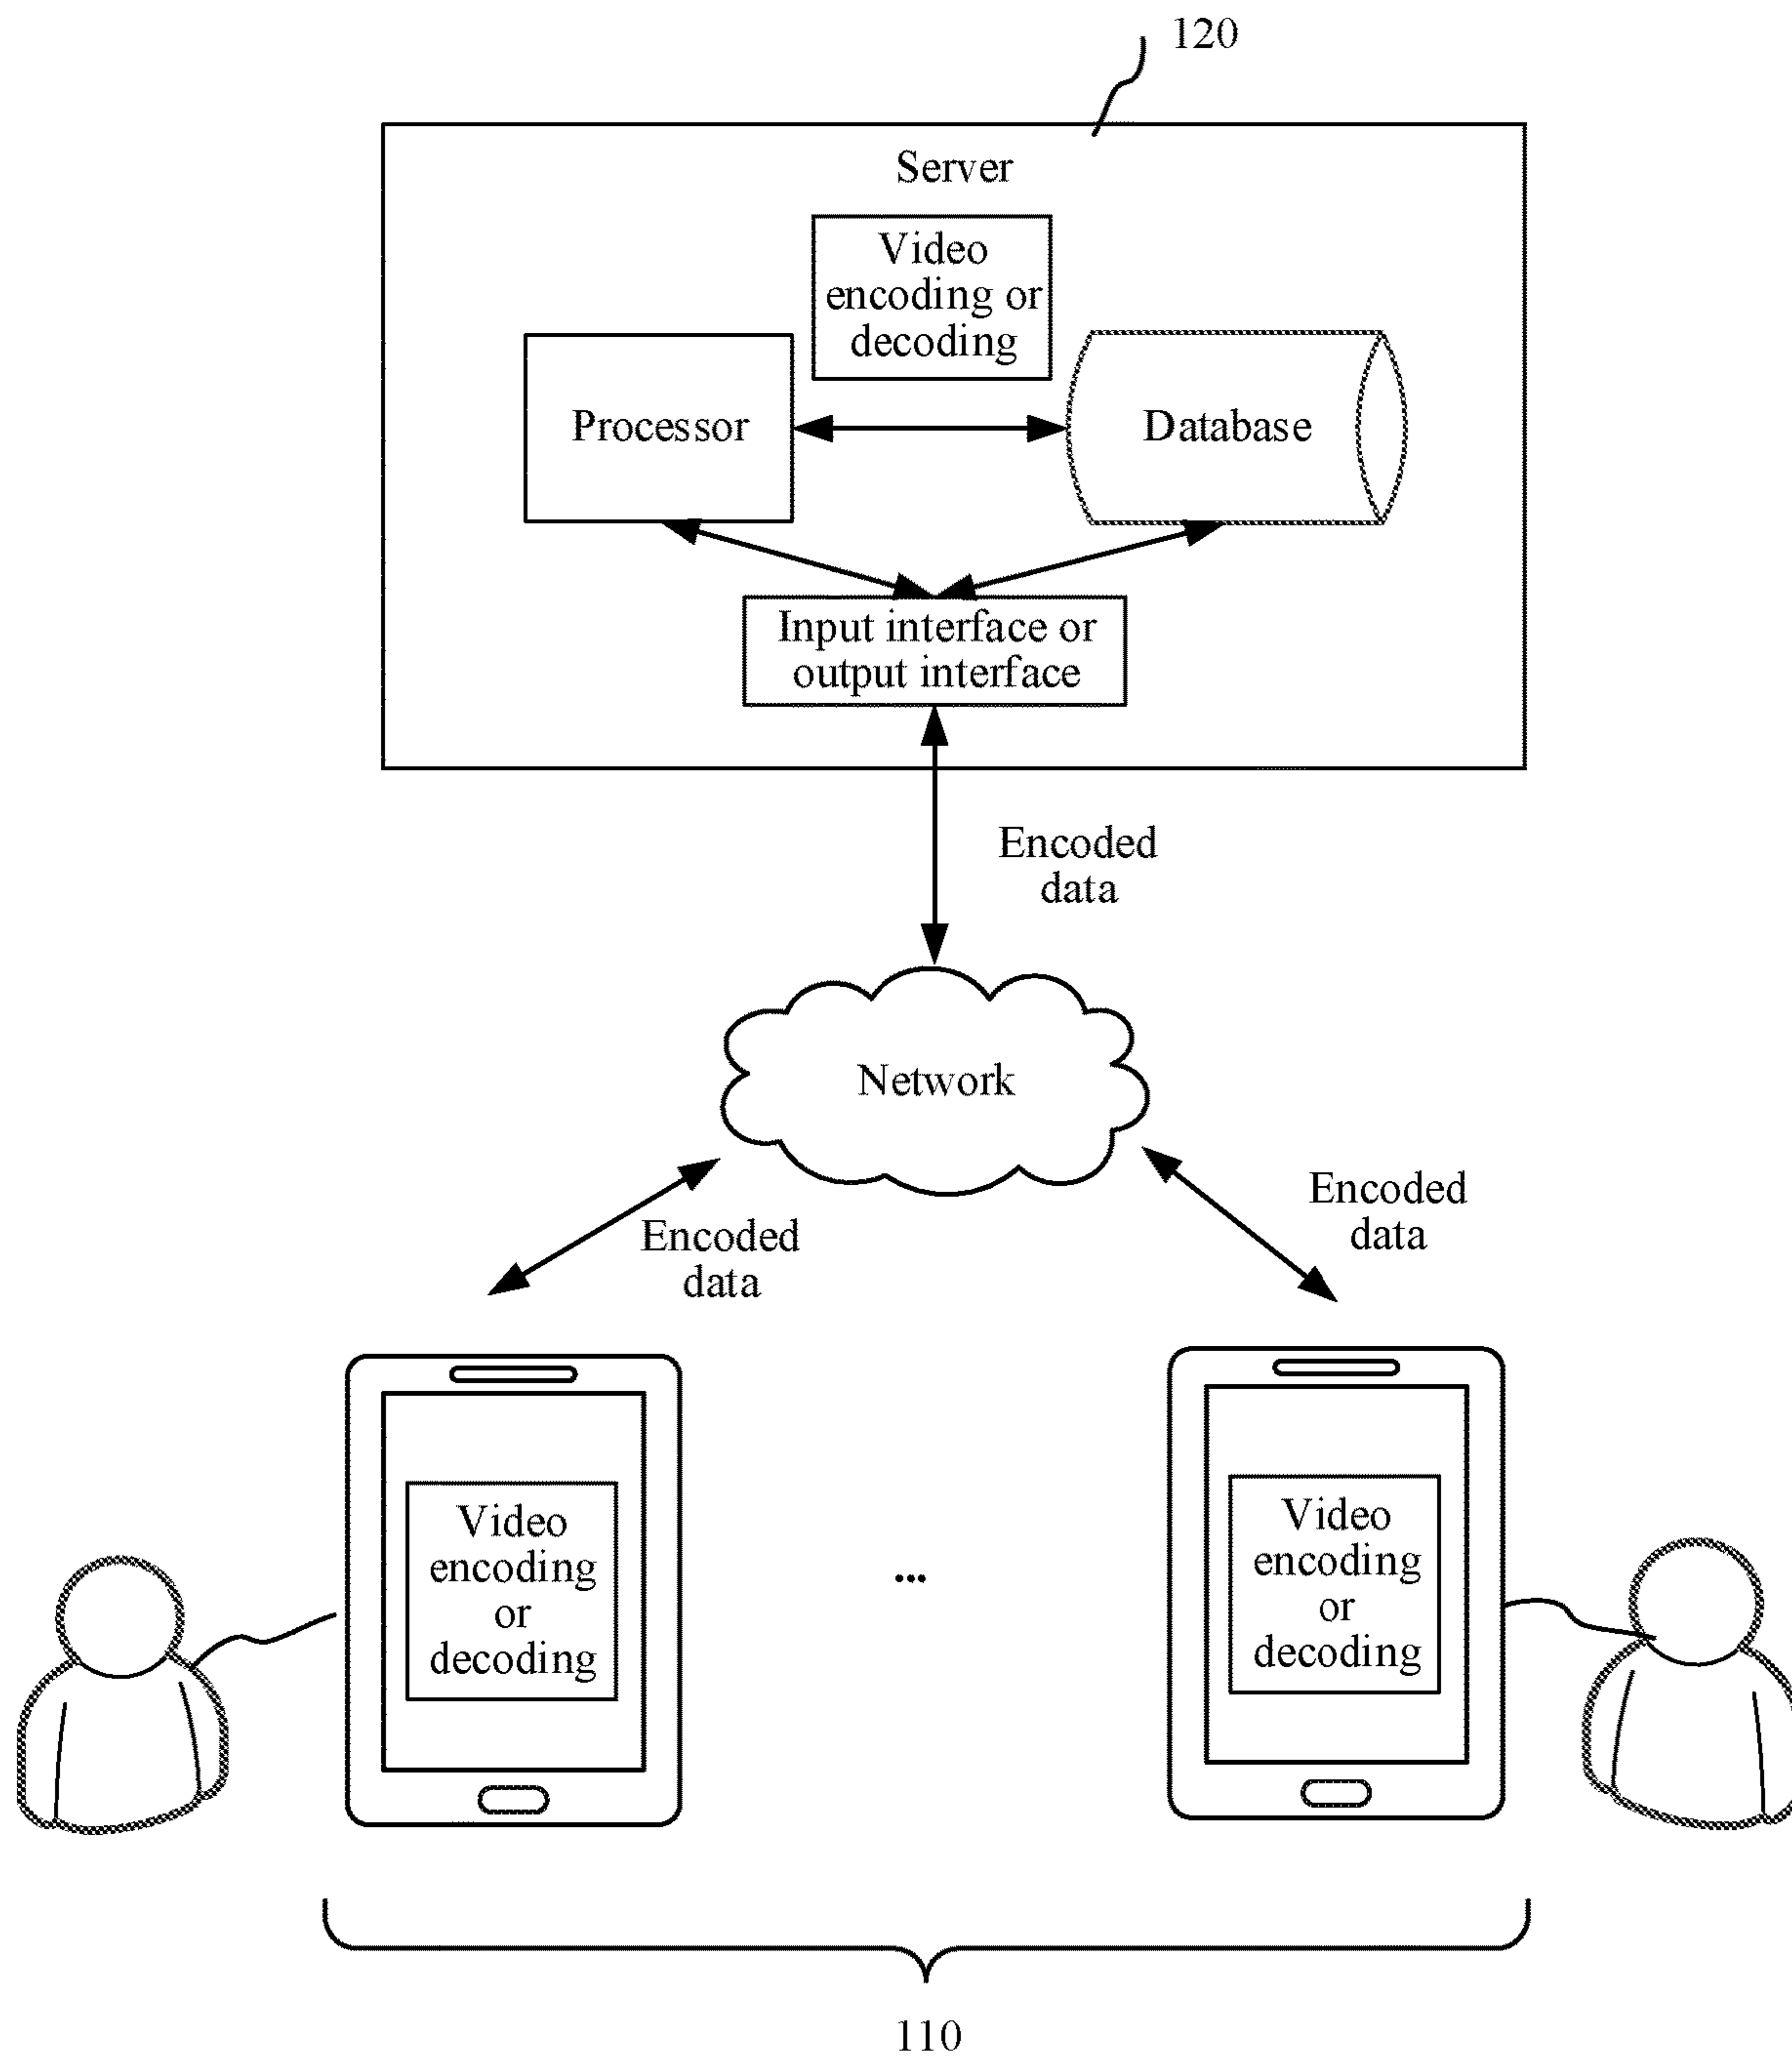 120
Server
Video
encoding or
decoding
Processor
Database
Input interface or
output interface
Encoded
data
Network
Encoded
data
Encoded
data
Video
encoding
or
decoding
...
Video
encoding
or
decoding
110